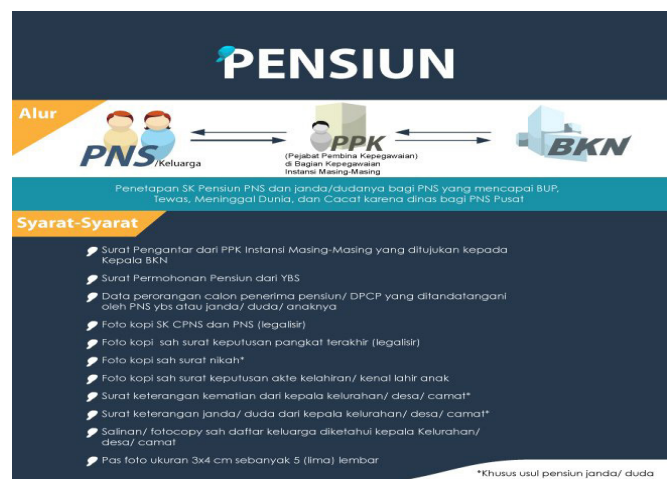 PENSIUN
Alur
PNS/Keluarga
PPK
(Pejabat Pembina Kepegawaian)
di Bagian Kepegawaian
Instansi Masing-Masing
BKN
Penetapan SK Pensiun PNS dan janda/dudanya bagi PNS yang mencapai BUP,
Tewas, Meninggal Dunia, dan Cacat karena dinas bagi PNS Pusat
Syarat-Syarat
Surat Pengantar dari PPK Instansi Masing-Masing yang ditujukan kepada
Kepala BKN
Surat Permohonan Pensiun dari YBS
Data perorangan calon penerima pensiun/ DPCP yang ditandatangani
oleh PNS ybs atau janda/ duda/ anaknya
Foto kopi SK CPNS dan PNS (legalisir)
Foto kopi sah surat keputusan pangkat terakhir (legalisir)
Foto kopi sah surat nikah*
Foto kopi sah surat keputusan akte kelahiran/ kenal lahir anak
Surat keterangan kematian dari kepala kelurahan/ desa/ camat*
Surat keterangan janda/ duda dari kepala kelurahan/ desa/ camat*
Salinan/ fotocopy sah daftar keluarga diketahui kepala Kelurahan/
desa/ camat
Pas foto ukuran 3x4 cm sebanyak 5 (lima) lembar
*Khusus usul pensiun janda/ duda